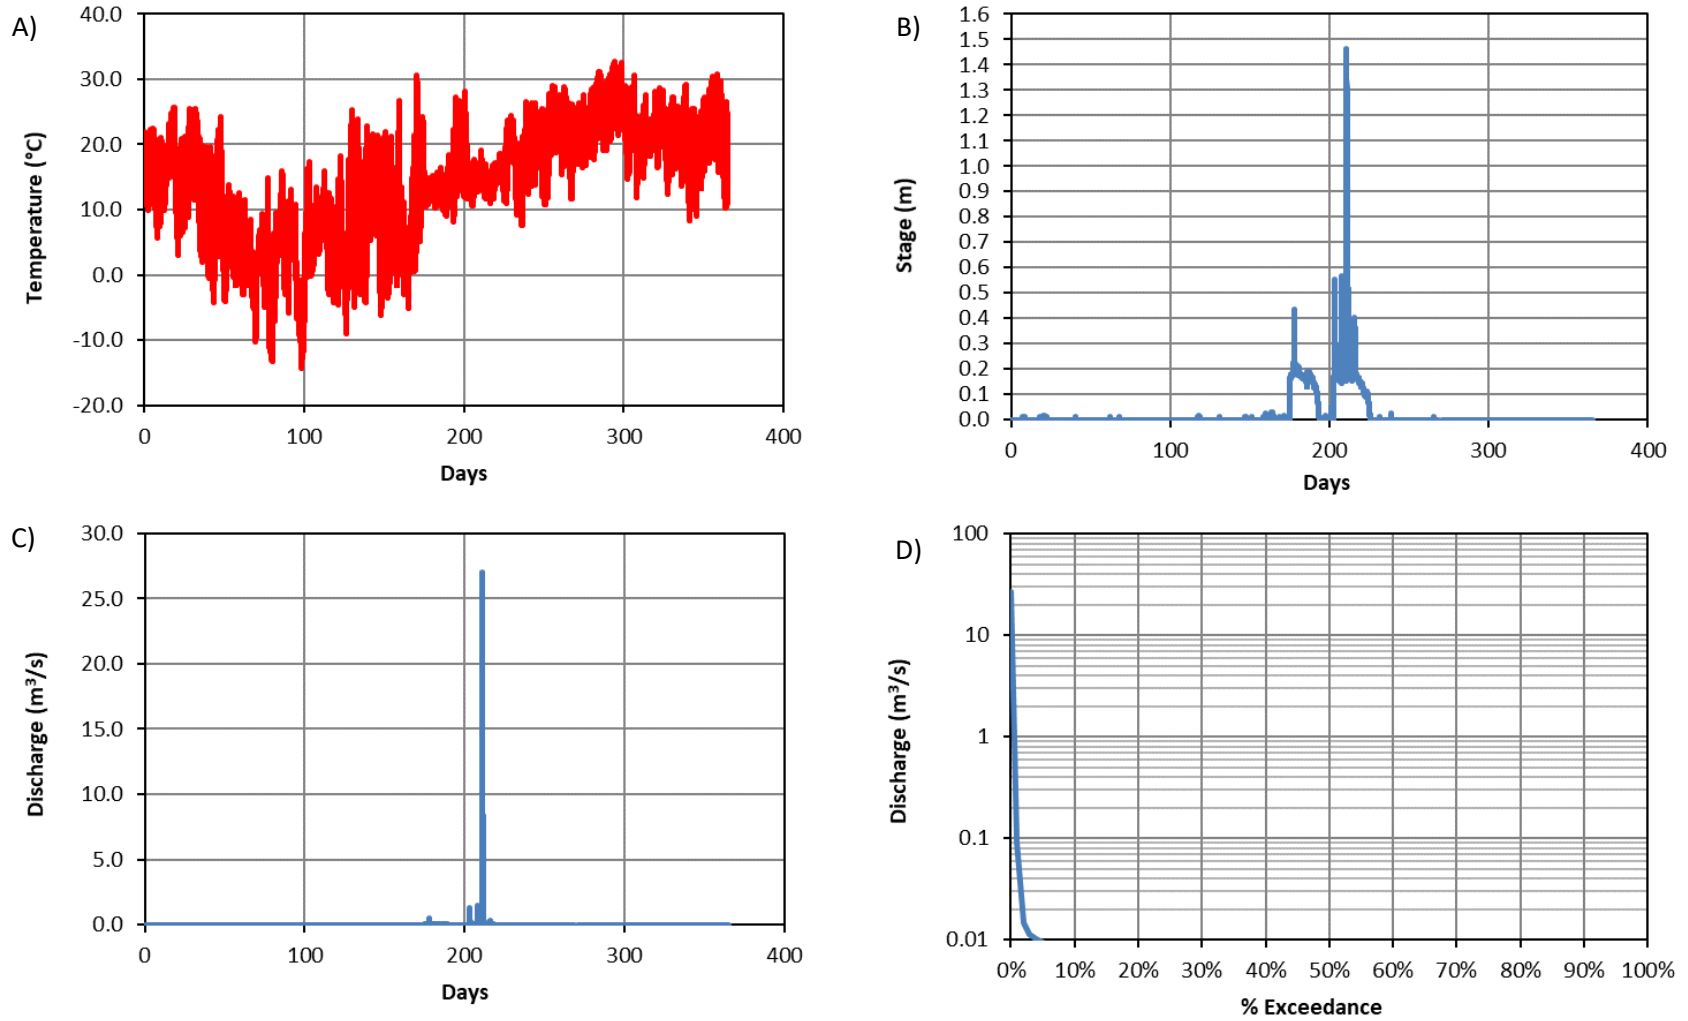 A)
40.0
30.0
20.0
10.0
0.0
-10.0
-20.0
Temperature (°C)
0 100 200 300 400
Days
B)
1.6
1.5
1.4
1.3
1.2
1.1
1.0
0.9
0.8
0.7
0.6
0.5
0.4
0.3
0.2
0.1
0.0
Stage (m)
0 100 200 300 400
Days
C)
30.0
25.0
20.0
15.0
10.0
5.0
0.0
Discharge (m³/s)
0 100 200 300 400
Days
D)
100
10
1
0.1
0.01
Discharge (m³/s)
0% 10% 20% 30% 40% 50% 60% 70% 80% 90% 100%
% Exceedance